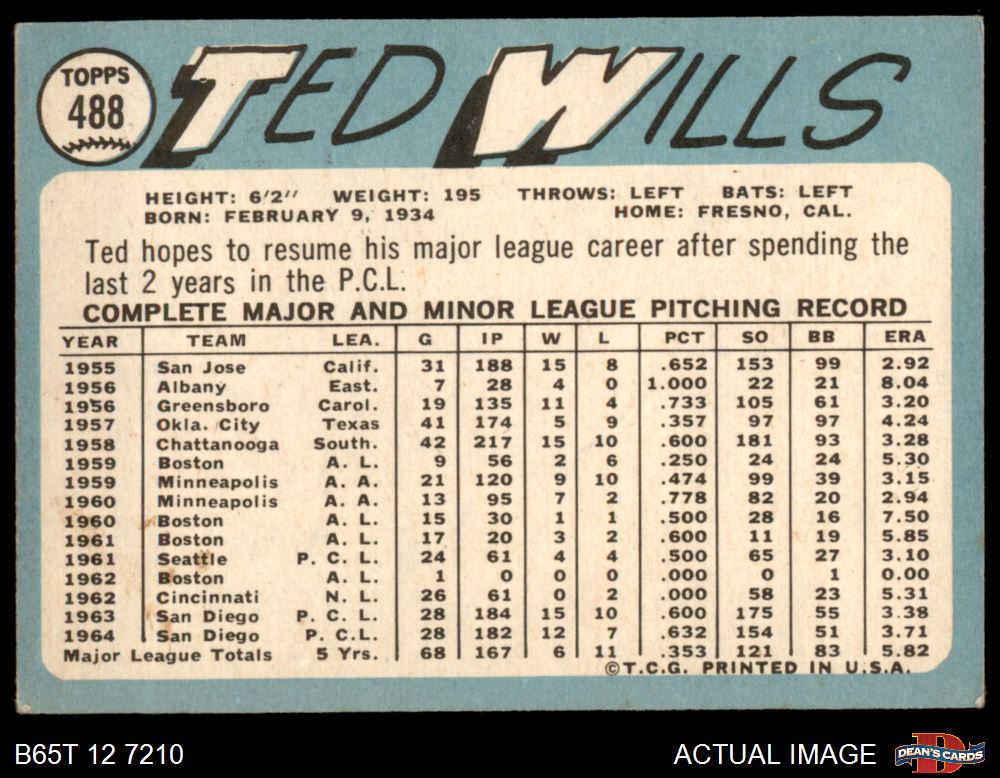 TOPPS
488
TED WILLS
HEIGHT: 6'2" WEIGHT: 195 THROWS: LEFT BATS: LEFT
BORN: FEBRUARY 9, 1934 HOME: FRESNO, CAL.
Ted hopes to resume his major league career after spending the
last 2 years in the P.C.L.
COMPLETE MAJOR AND MINOR LEAGUE PITCHING RECORD
YEAR TEAM LEA. G IP W L PCT SO BB ERA
1955 San Jose Calif. 31 188 15 8 .652 153 99 2.92
1956 Albany East. 7 28 4 0 1.000 22 21 8.04
1956 Greensboro Carol. 19 135 11 4 .733 105 61 3.20
1957 Okla. City Texas 41 174 5 9 .357 97 97 4.24
1958 Chattanooga South. 42 217 15 10 .600 181 93 3.28
1959 Boston A. L. 9 56 2 6 .250 24 24 5.30
1959 Minneapolis A. A. 21 120 9 10 .474 99 39 3.15
1960 Minneapolis A. A. 13 95 7 2 .778 82 20 2.94
1960 Boston A. L. 15 30 1 1 .500 28 16 7.50
1961 Boston A. L. 17 20 3 2 .600 11 19 5.85
1961 Seattle P. C. L. 24 61 4 4 .500 65 27 3.10
1962 Boston A. L. 1 0 0 0 .000 0 1 0.00
1962 Cincinnati N. L. 26 61 0 2 .000 58 23 5.31
1963 San Diego P. C. L. 28 184 15 10 .600 175 55 3.38
1964 San Diego P. C. L. 28 182 12 7 .632 154 51 3.71
Major League Totals 5 Yrs. 68 167 6 11 .353 121 83 5.82
©T.C.G. PRINTED IN U.S.A.
B65T 12 7210 ACTUAL IMAGE DEAN'S CARDS